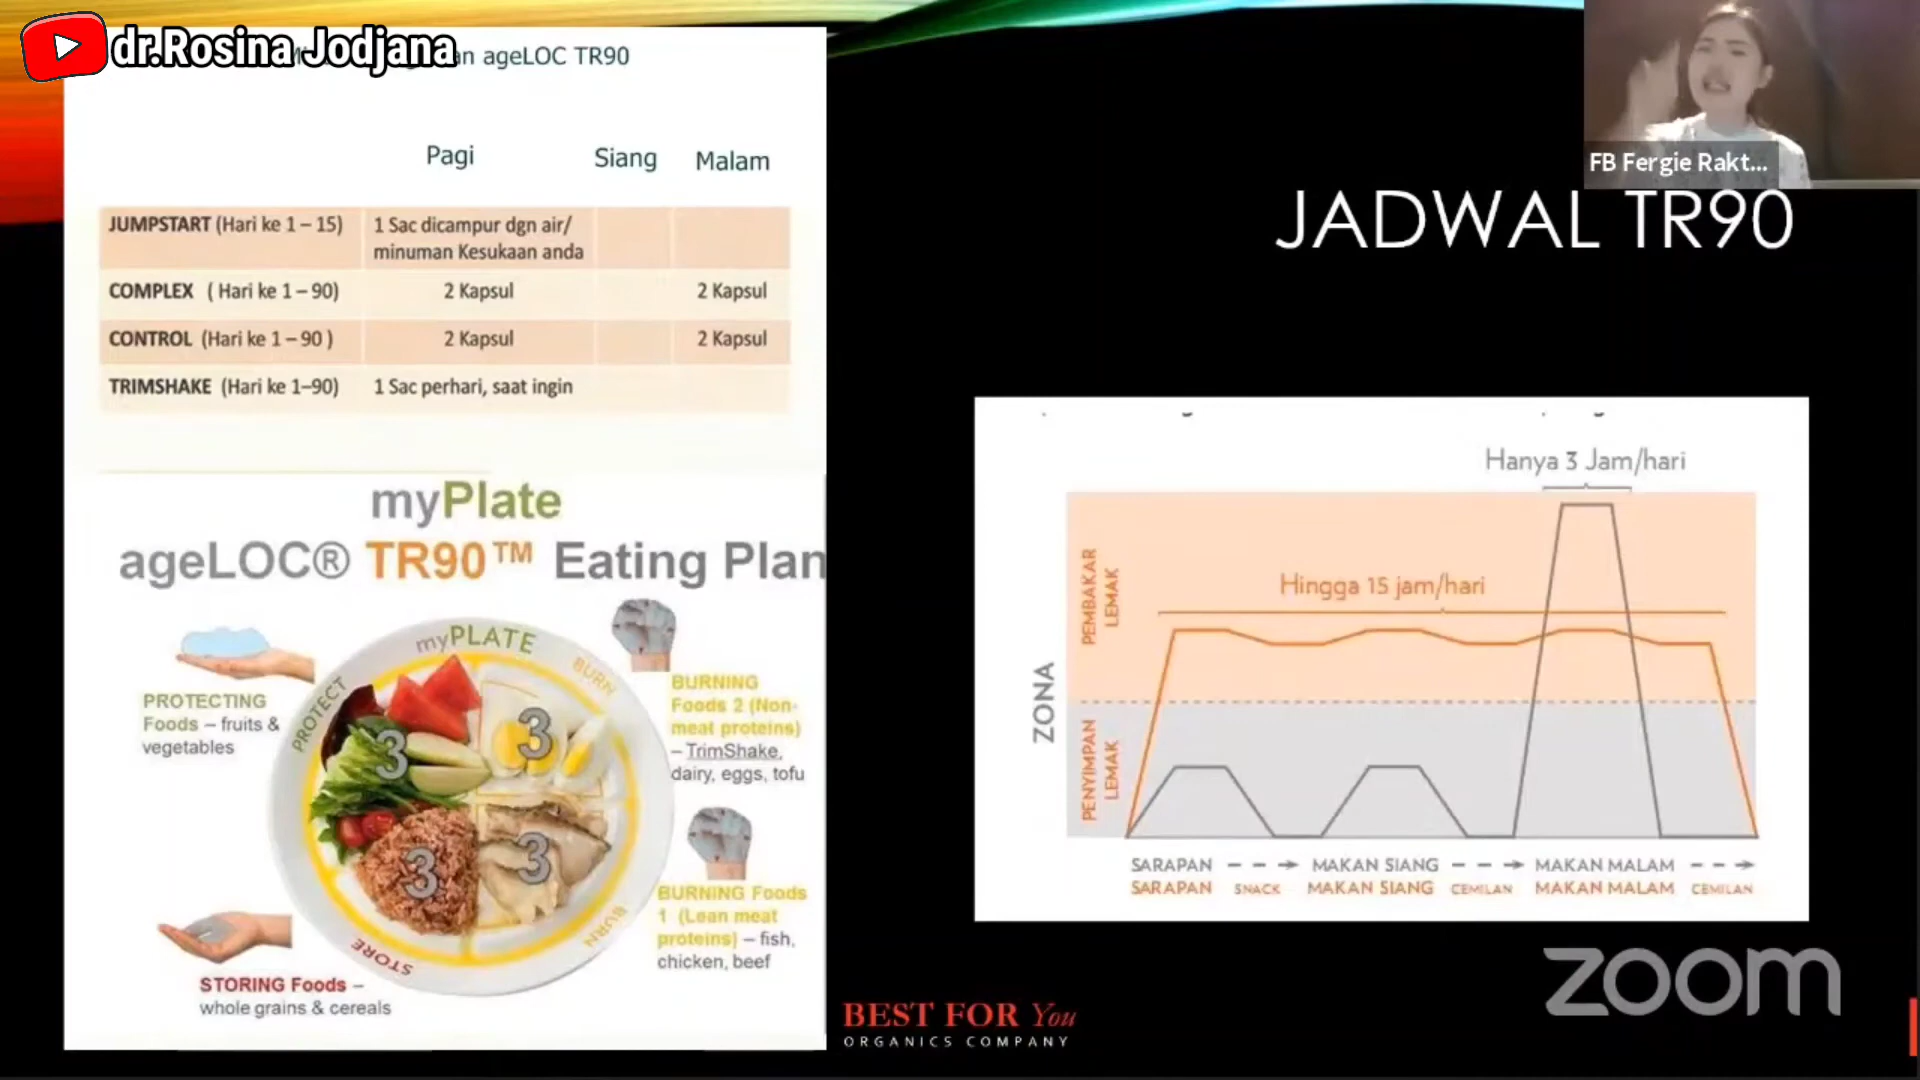 dr.Rosina Jodjana
an ageLOC TR90
Pagi Siang Malam
JUMPSTART (Hari ke 1 – 15) 1 Sac dicampur dgn air/
minuman Kesukaan anda
COMPLEX ( Hari ke 1 – 90) 2 Kapsul 2 Kapsul
CONTROL (Hari ke 1 – 90 ) 2 Kapsul 2 Kapsul
TRIMSHAKE (Hari ke 1–90) 1 Sac perhari, saat ingin
myPlate
ageLOC® TR90™ Eating Plan
myPLATE
PROTECT
BURN
BURN
STORE
3
3
3
3
PROTECTING
Foods – fruits &
vegetables
BURNING
Foods 2 (Non-
meat proteins)
– TrimShake,
dairy, eggs, tofu
BURNING Foods
1 (Lean meat
proteins) – fish,
chicken, beef
STORING Foods –
whole grains & cereals
FB Fergie Rakt...
JADWAL TR90
Hanya 3 Jam/hari
Hingga 15 jam/hari
ZONA
PEMBAKAR
LEMAK
PENYIMPAN
LEMAK
SARAPAN MAKAN SIANG MAKAN MALAM
SARAPAN SNACK MAKAN SIANG CEMILAN MAKAN MALAM CEMILAN
BEST FOR You
ORGANICS COMPANY
zoom